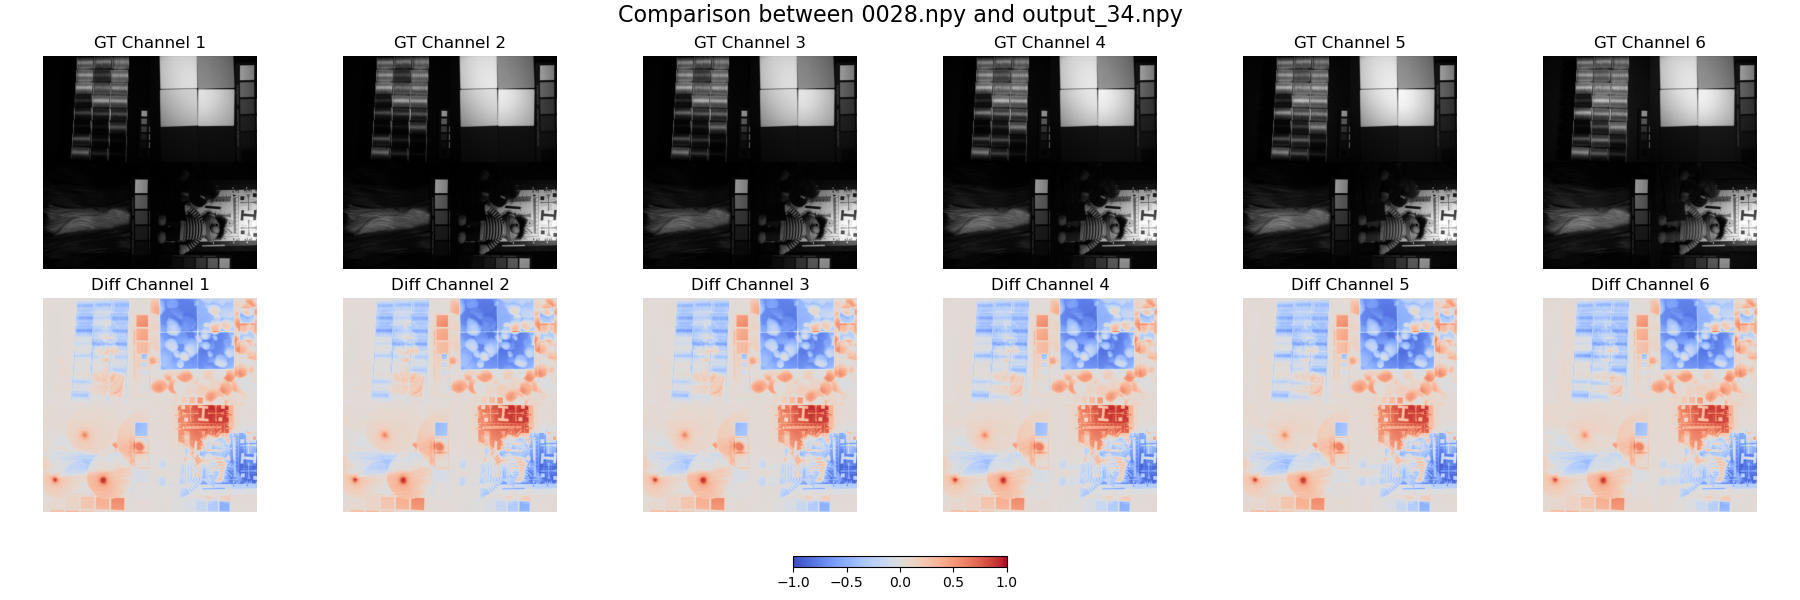 Comparison between 0028.npy and output_34.npy
GT Channel 1
GT Channel 2
GT Channel 3
GT Channel 4
GT Channel 5
GT Channel 6
Diff Channel 1
Diff Channel 2
Diff Channel 3
Diff Channel 4
Diff Channel 5
Diff Channel 6
−1.0 −0.5 0.0 0.5 1.0